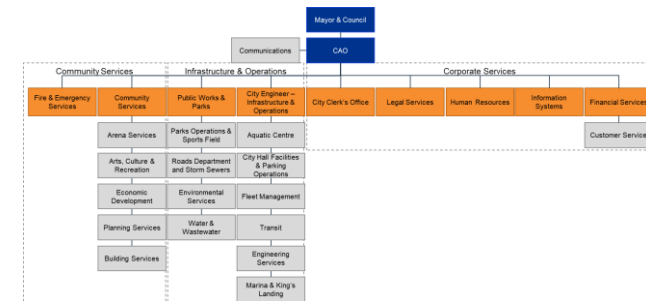 Mayor & Council
Communications
CAO
Community Services
Infrastructure & Operations
Corporate Services
Fire & Emergency
Services
Community
Services
Public Works &
Parks
City Engineer –
Infrastructure &
Operations
City Clerk's Office
Legal Services
Human Resources
Information
Systems
Financial Services
Arena Services
Parks Operations &
Sports Field
Aquatic Centre
Customer Service
Arts, Culture &
Recreation
Roads Department
and Storm Sewers
City Hall Facilities
& Parking
Operations
Economic
Development
Environmental
Services
Fleet Management
Planning Services
Water &
Wastewater
Transit
Building Services
Engineering
Services
Marina & King's
Landing